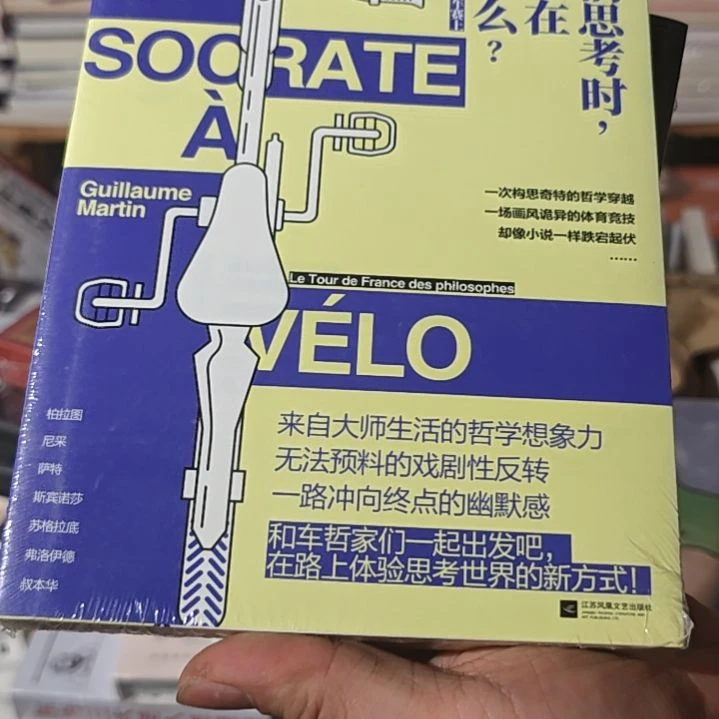 的思考时，
在
么？
SOCRATE
À
Guillaume
Martin
一次构思奇特的哲学穿越
一场画风诡异的体育竞技
却像小说一样跌宕起伏
……
Le Tour de France des philosophes
VÉLO
柏拉图
尼采
萨特
斯宾诺莎
苏格拉底
弗洛伊德
叔本华
来自大师生活的哲学想象力
无法预料的戏剧性反转
一路冲向终点的幽默感
和车哲家们一起出发吧，
在路上体验思考世界的新方式！
江苏凤凰文艺出版社